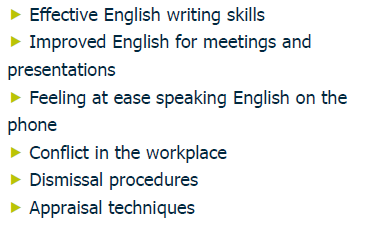 ► Effective English writing skills
► Improved English for meetings and
presentations
► Feeling at ease speaking English on the
phone
► Conflict in the workplace
► Dismissal procedures
► Appraisal techniques